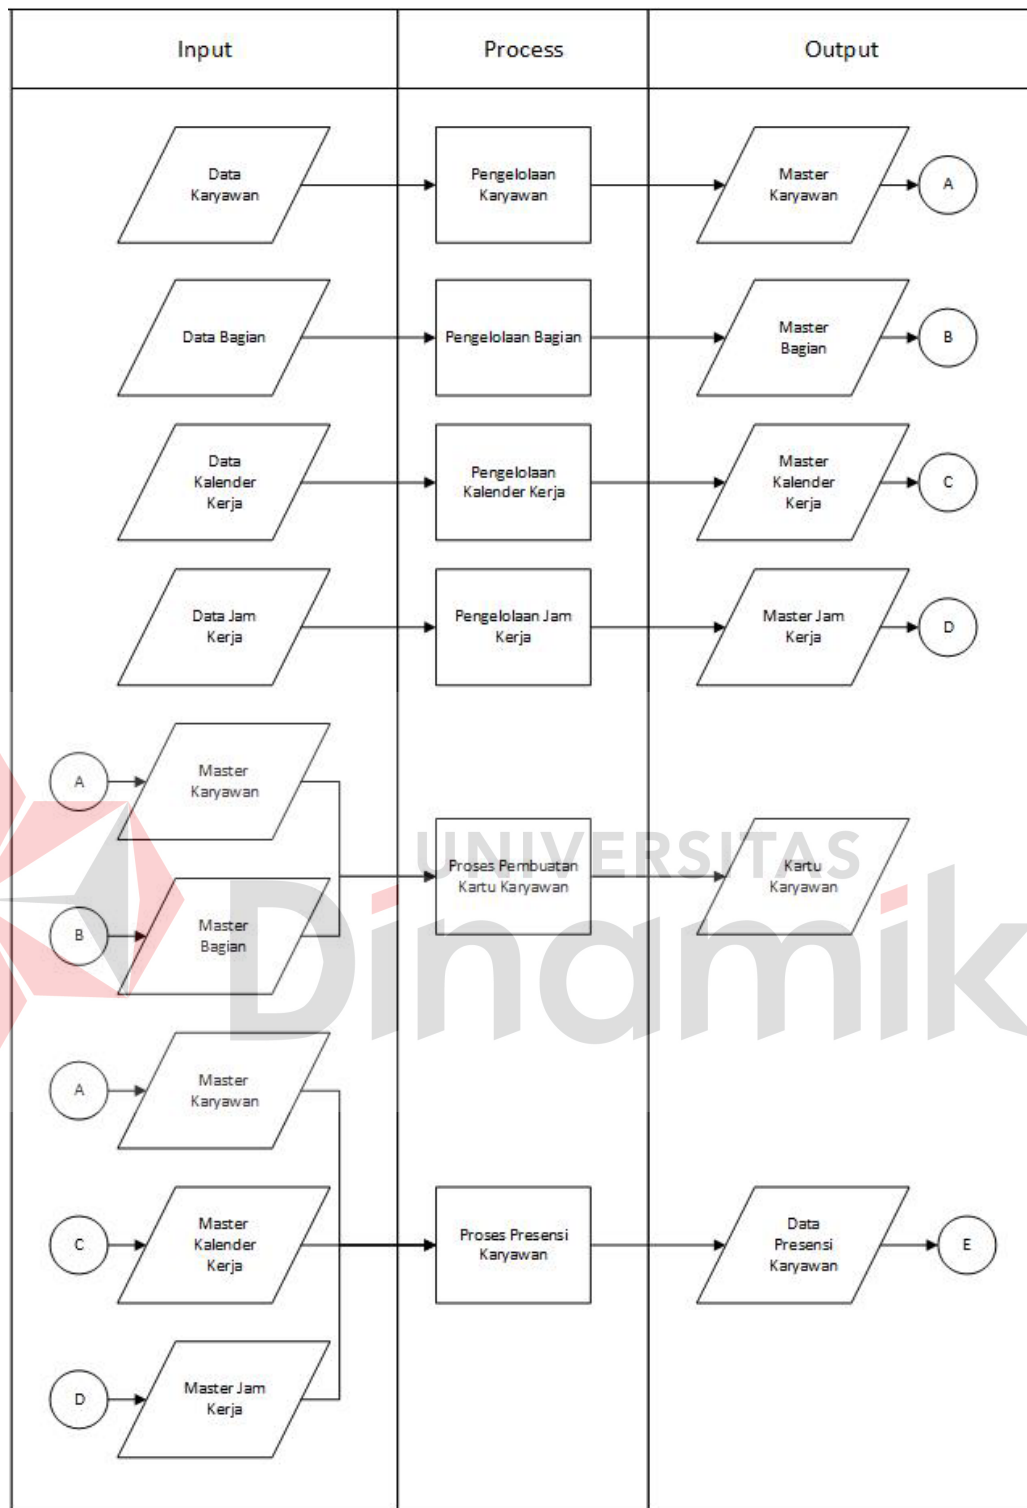 Input
Process
Output
Data
Karyawan
Pengelolaan
Karyawan
Master
Karyawan
A
Data Bagian
Pengelolaan Bagian
Master
Bagian
B
Data
Kalender
Kerja
Pengelolaan
Kalender Kerja
Master
Kalender
Kerja
C
Data Jam
Kerja
Pengelolaan Jam
Kerja
Master Jam
Kerja
D
A
Master
Karyawan
B
Master
Bagian
Proses Pembuatan
Kartu Karyawan
Kartu
Karyawan
UNIVERSITAS
Dinamik
A
Master
Karyawan
C
Master
Kalender
Kerja
D
Master Jam
Kerja
Proses Presensi
Karyawan
Data
Presensi
Karyawan
E